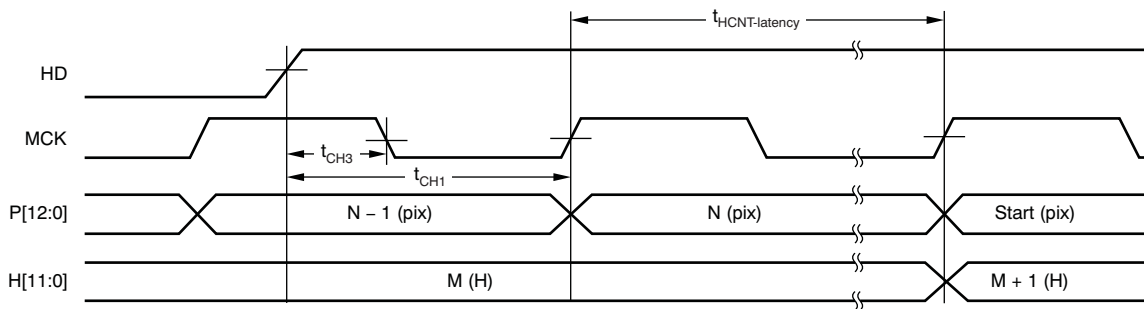 tHCNT-latency
HD
MCK
tCH3
tCH1
P[12:0]
N – 1 (pix)
N (pix)
Start (pix)
H[11:0]
M (H)
M + 1 (H)